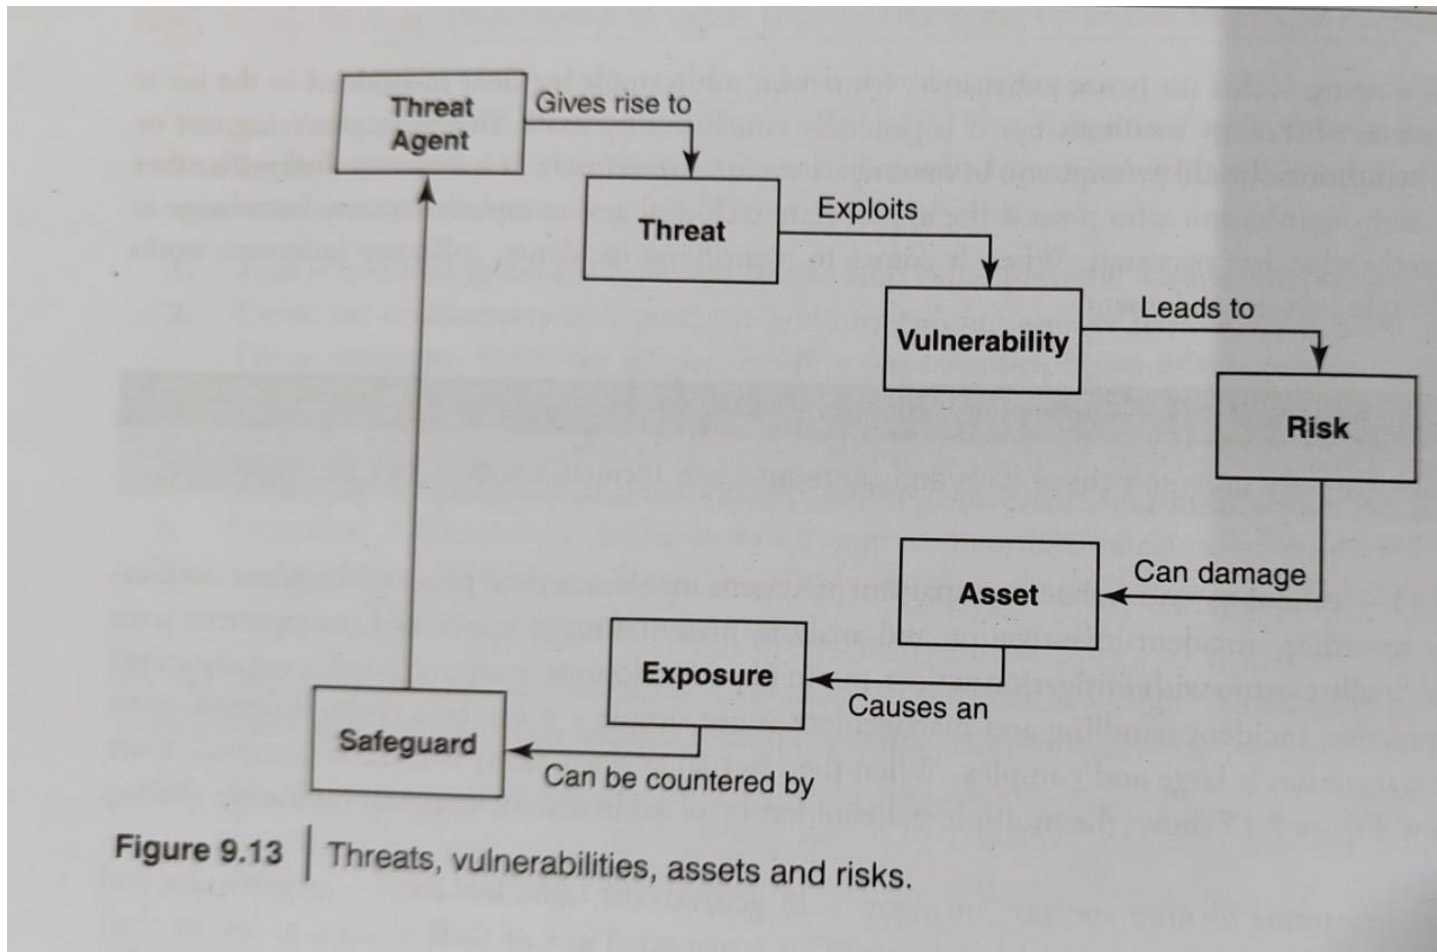 Threat
Agent
Gives rise to
Threat
Exploits
Vulnerability
Leads to
Risk
Can damage
Asset
Causes an
Exposure
Can be countered by
Safeguard
Figure 9.13 | Threats, vulnerabilities, assets and risks.